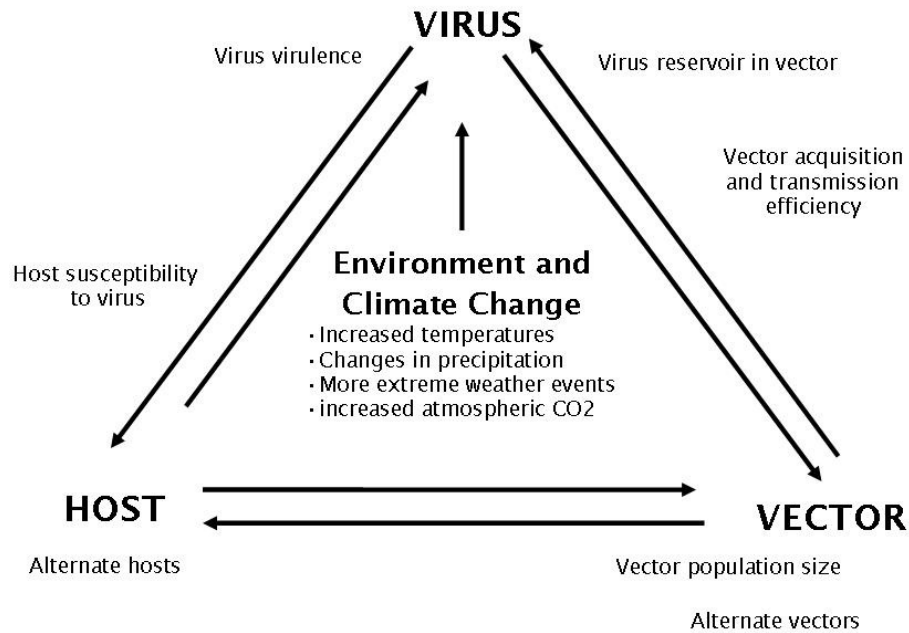 VIRUS
Virus virulence
Virus reservoir in vector
Vector acquisition
and transmission
efficiency
Host susceptibility
to virus
Environment and
Climate Change
· Increased temperatures
· Changes in precipitation
· More extreme weather events
· increased atmospheric CO2
HOST
VECTOR
Alternate hosts
Vector population size
Alternate vectors